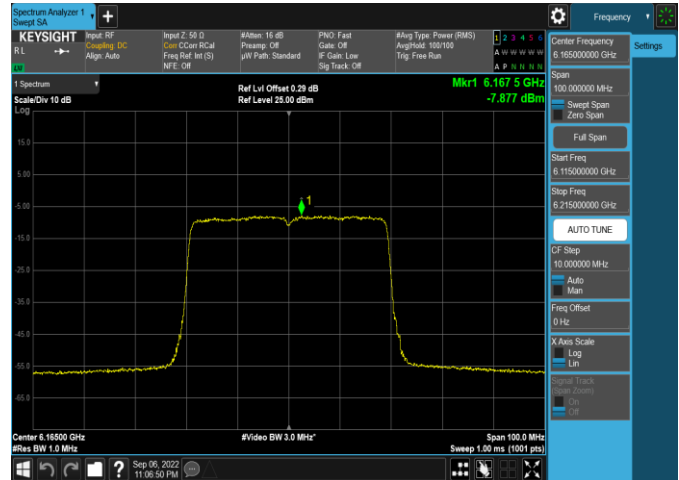 Spectrum Analyzer 1
Swept SA
Frequency
KEYSIGHT
RL
LW
Input: RF
Coupling: DC
Align: Auto
Input Z: 50 Ω
Corr CCorr RCal
Freq Ref: Int (S)
NFE: Off
#Atten: 16 dB
Preamp: Off
µW Path: Standard
PNO: Fast
Gate: Off
IF Gain: Low
Sig Track: Off
#Avg Type: Power (RMS)
Avg|Hold: 100/100
Trig: Free Run
1 2 3 4 5 6
A W W W W W
A P N N N N
1 Spectrum
Scale/Div 10 dB
Log
Ref Lvl Offset 0.29 dB
Ref Level 25.00 dBm
Mkr1 6.167 5 GHz
-7.877 dBm
15.0
5.00
-5.00
-15.0
-25.0
-35.0
-45.0
-55.0
-65.0
1
Center 6.16500 GHz
#Res BW 1.0 MHz
#Video BW 3.0 MHz*
Span 100.0 MHz
Sweep 1.00 ms (1001 pts)
Sep 06, 2022
11:06:50 PM
?
Center Frequency
6.165000000 GHz
Settings
Span
100.000000 MHz
Swept Span
Zero Span
Full Span
Start Freq
6.115000000 GHz
Stop Freq
6.215000000 GHz
AUTO TUNE
CF Step
10.000000 MHz
Auto
Man
Freq Offset
0 Hz
X Axis Scale
Log
Lin
Signal Track
(Span Zoom)
On
Off